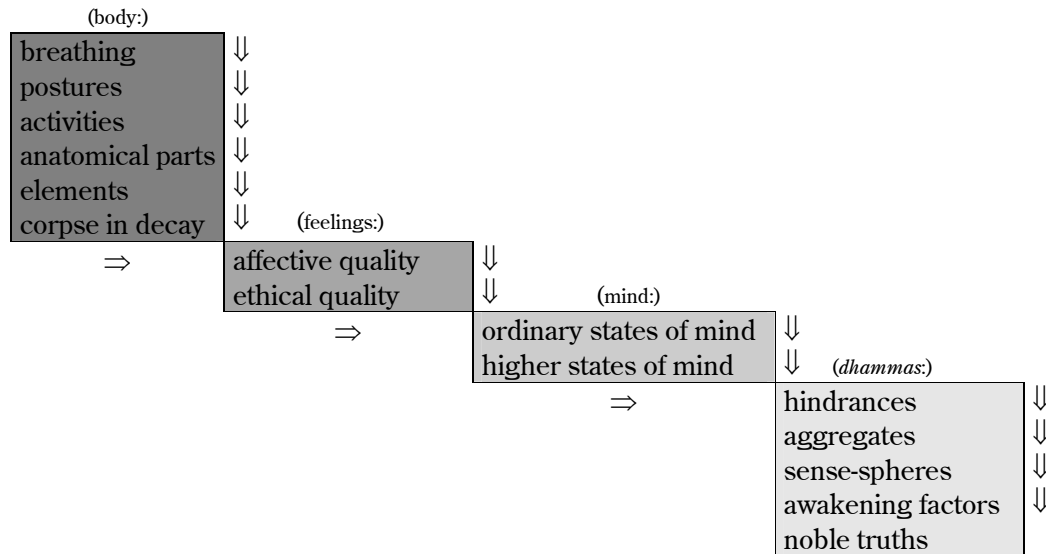 (body:)
breathing ⇓
postures ⇓
activities ⇓
anatomical parts ⇓
elements ⇓
corpse in decay ⇓
(feelings:)
⇒ affective quality ⇓
ethical quality ⇓
(mind:)
⇒ ordinary states of mind ⇓
higher states of mind ⇓
(dhammas:)
⇒ hindrances ⇓
aggregates ⇓
sense-spheres ⇓
awakening factors ⇓
noble truths